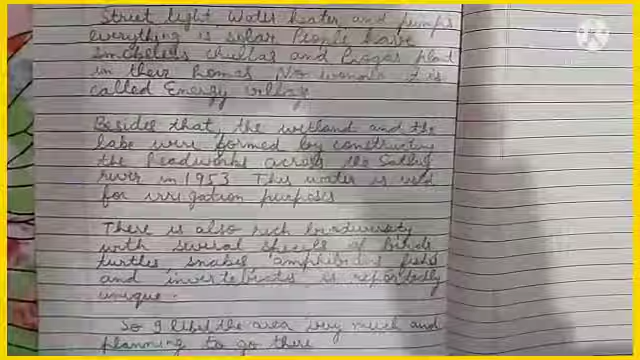 Street light Water heater and pumps
everything is solar People have
smokeless chullas and biogas plant
in their homes No wonder it is
called Energy village
Besides that, the wetland and the
lake were formed by constructing
the headworks across the Satluj
river in 1953 This water is used
for irrigation purposes
There is also rich biodiversity
with several species of birds
turtles, snakes amphibians fishes
and invertebrates is reportedly
unique.
So I liked the area very much and
planning to go there